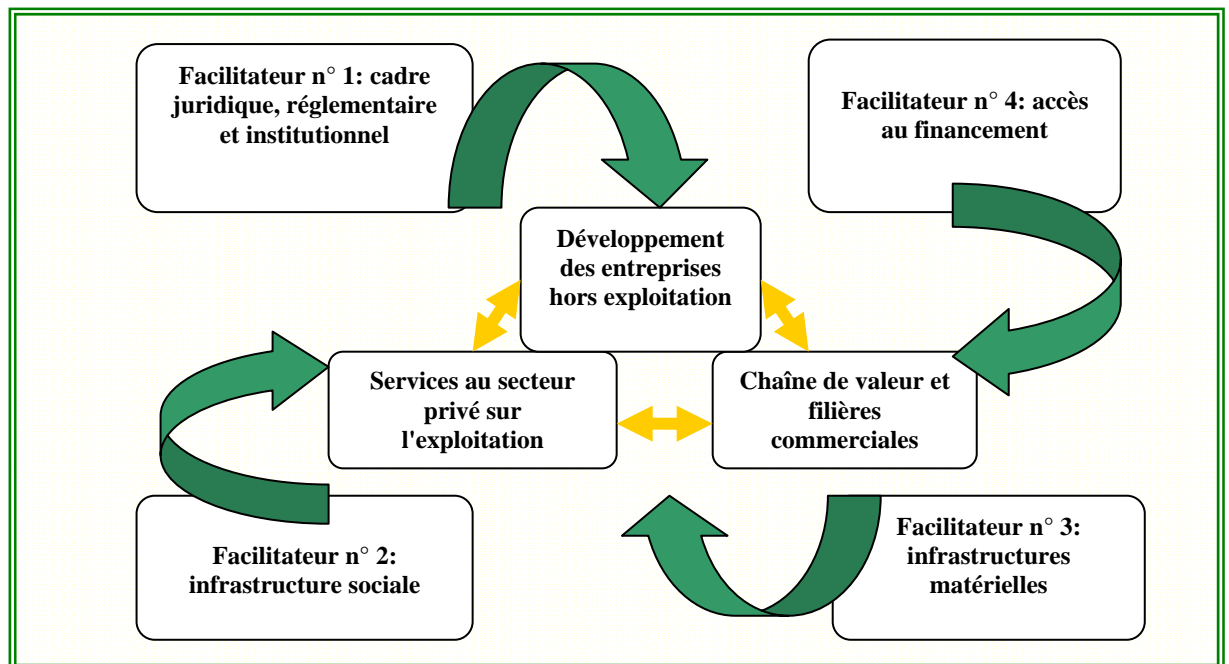 Facilitateur n° 1: cadre
juridique, réglementaire
et institutionnel
Facilitateur n° 4: accès
au financement
Développement
des entreprises
hors exploitation
Services au secteur
privé sur
l'exploitation
Chaîne de valeur et
filières
commerciales
Facilitateur n° 2:
infrastructure sociale
Facilitateur n° 3:
infrastructures
matérielles